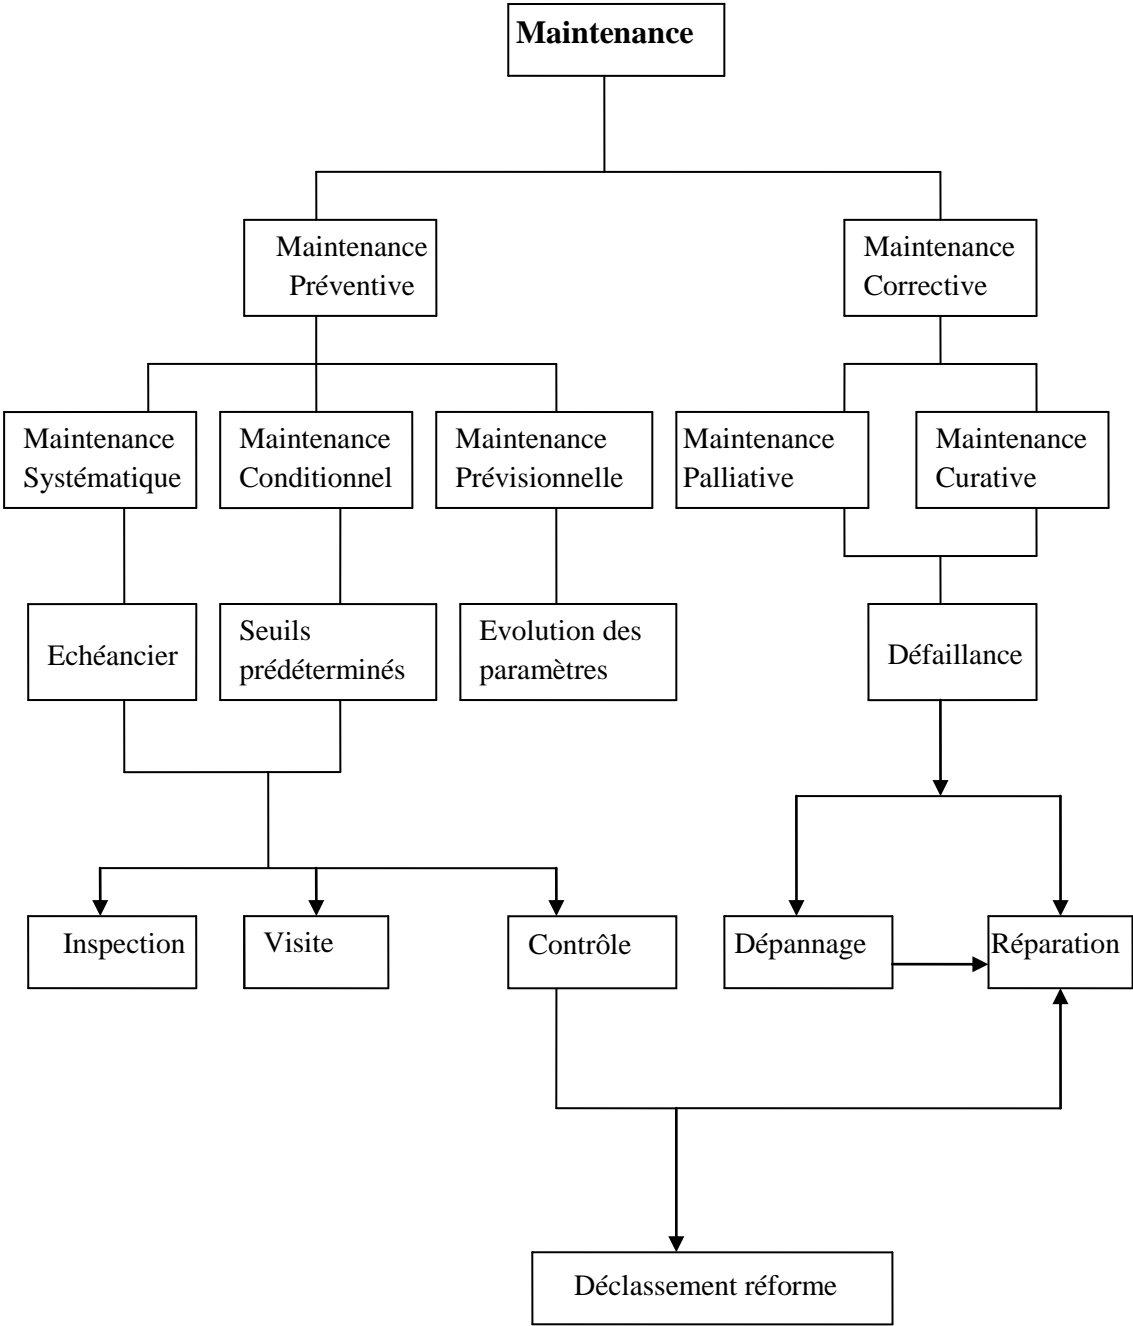 Maintenance
Maintenance
Préventive
Maintenance
Corrective
Maintenance
Systématique
Maintenance
Conditionnel
Maintenance
Prévisionnelle
Maintenance
Palliative
Maintenance
Curative
Echéancier
Seuils
prédéterminés
Evolution des
paramètres
Défaillance
Inspection
Visite
Contrôle
Dépannage
Réparation
Déclassement réforme